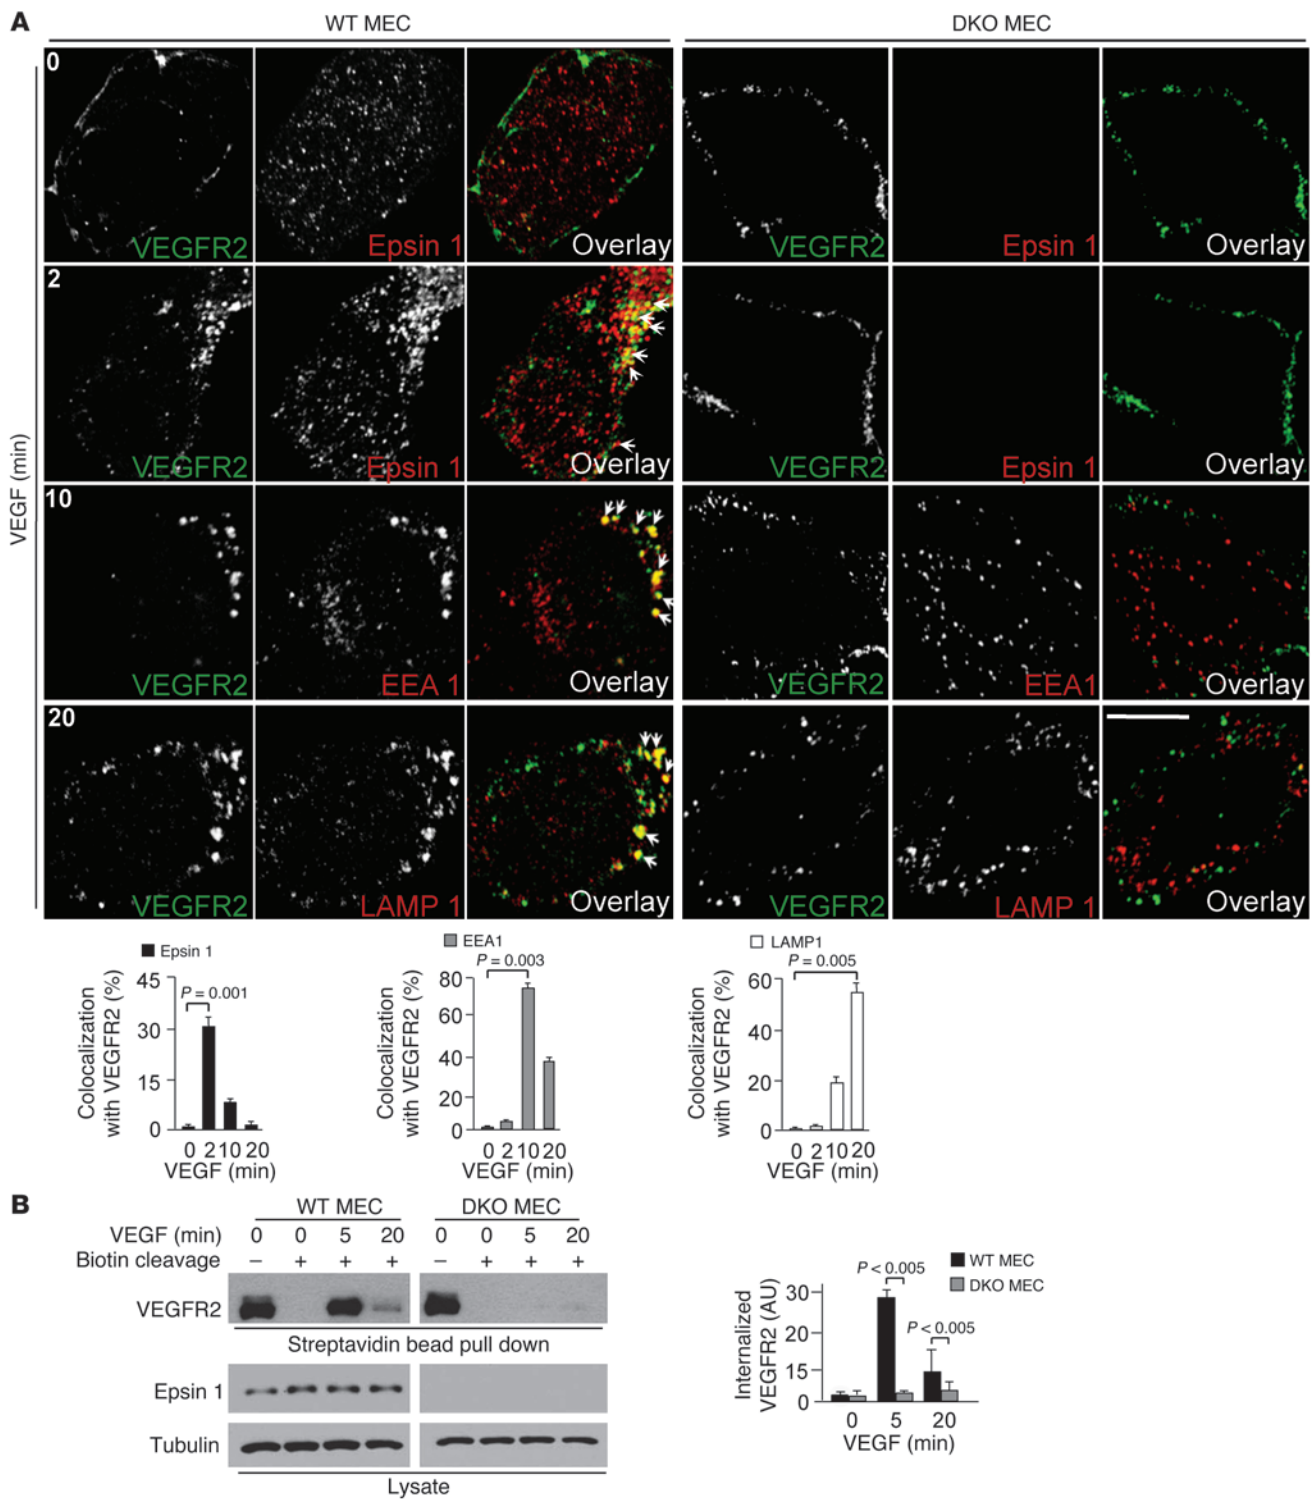 A
WT MEC
DKO MEC
VEGF (min)
0
VEGFR2
Epsin 1
Overlay
VEGFR2
Epsin 1
Overlay
2
VEGFR2
Epsin 1
Overlay
VEGFR2
Epsin 1
Overlay
10
VEGFR2
EEA 1
Overlay
VEGFR2
EEA1
Overlay
20
VEGFR2
LAMP 1
Overlay
VEGFR2
LAMP 1
Overlay
Epsin 1
Colocalization
with VEGFR2 (%)
45
30
15
0
P = 0.001
0 2 10 20
VEGF (min)
EEA1
Colocalization
with VEGFR2 (%)
80
60
40
20
0
P = 0.003
0 2 10 20
VEGF (min)
LAMP1
Colocalization
with VEGFR2 (%)
60
40
20
0
P = 0.005
0 2 10 20
VEGF (min)
B
WT MEC
DKO MEC
VEGF (min) 0 0 5 20 0 0 5 20
Biotin cleavage – + + + – + + +
VEGFR2
Streptavidin bead pull down
Epsin 1
Tubulin
Lysate
WT MEC
DKO MEC
Internalized
VEGFR2 (AU)
30
20
15
0
P < 0.005
P < 0.005
0 5 20
VEGF (min)